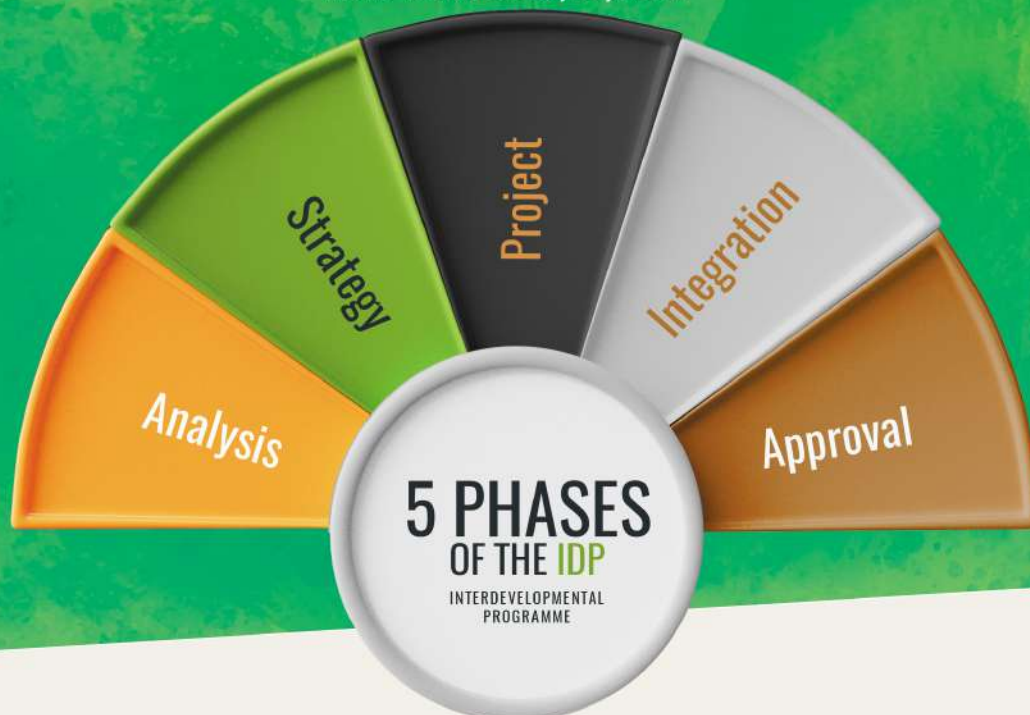 Analysis
Strategy
Project
Integration
Approval
5 PHASES
OF THE IDP
INTERDEVELOPMENTAL
PROGRAMME